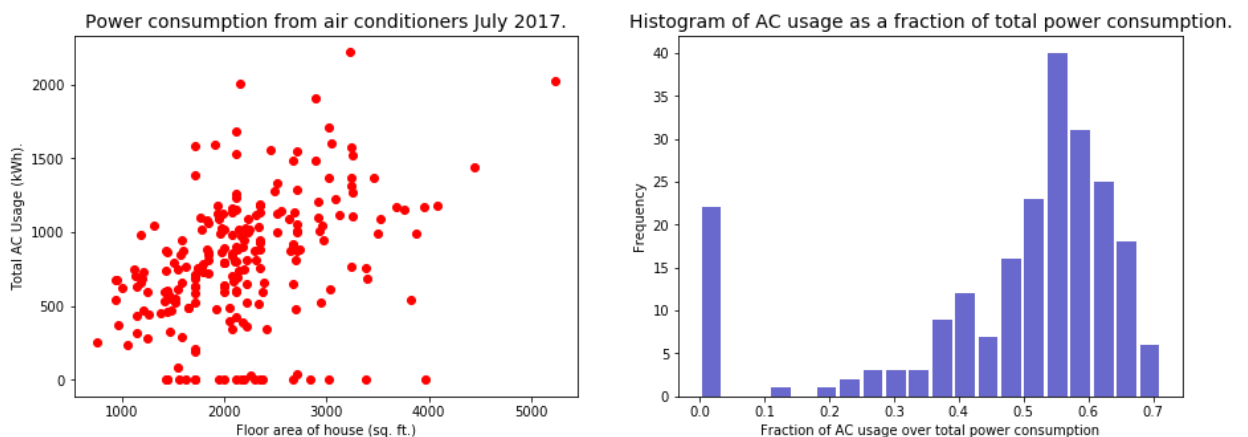 Power consumption from air conditioners July 2017.
Total AC Usage (kWh).
2000
1500
1000
500
0
1000 2000 3000 4000 5000
Floor area of house (sq. ft.)
Histogram of AC usage as a fraction of total power consumption.
Frequency
40
35
30
25
20
15
10
5
0
0.0 0.1 0.2 0.3 0.4 0.5 0.6 0.7
Fraction of AC usage over total power consumption